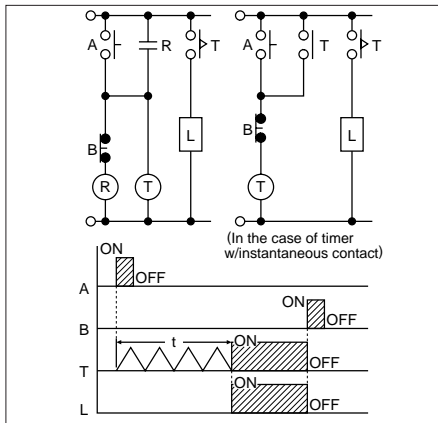 A R T A T T
L L
B B
R T T
(In the case of timer
w/instantaneous contact)
ON
OFF
A
ON
OFF
B
t ON
OFF
T
ON
OFF
L